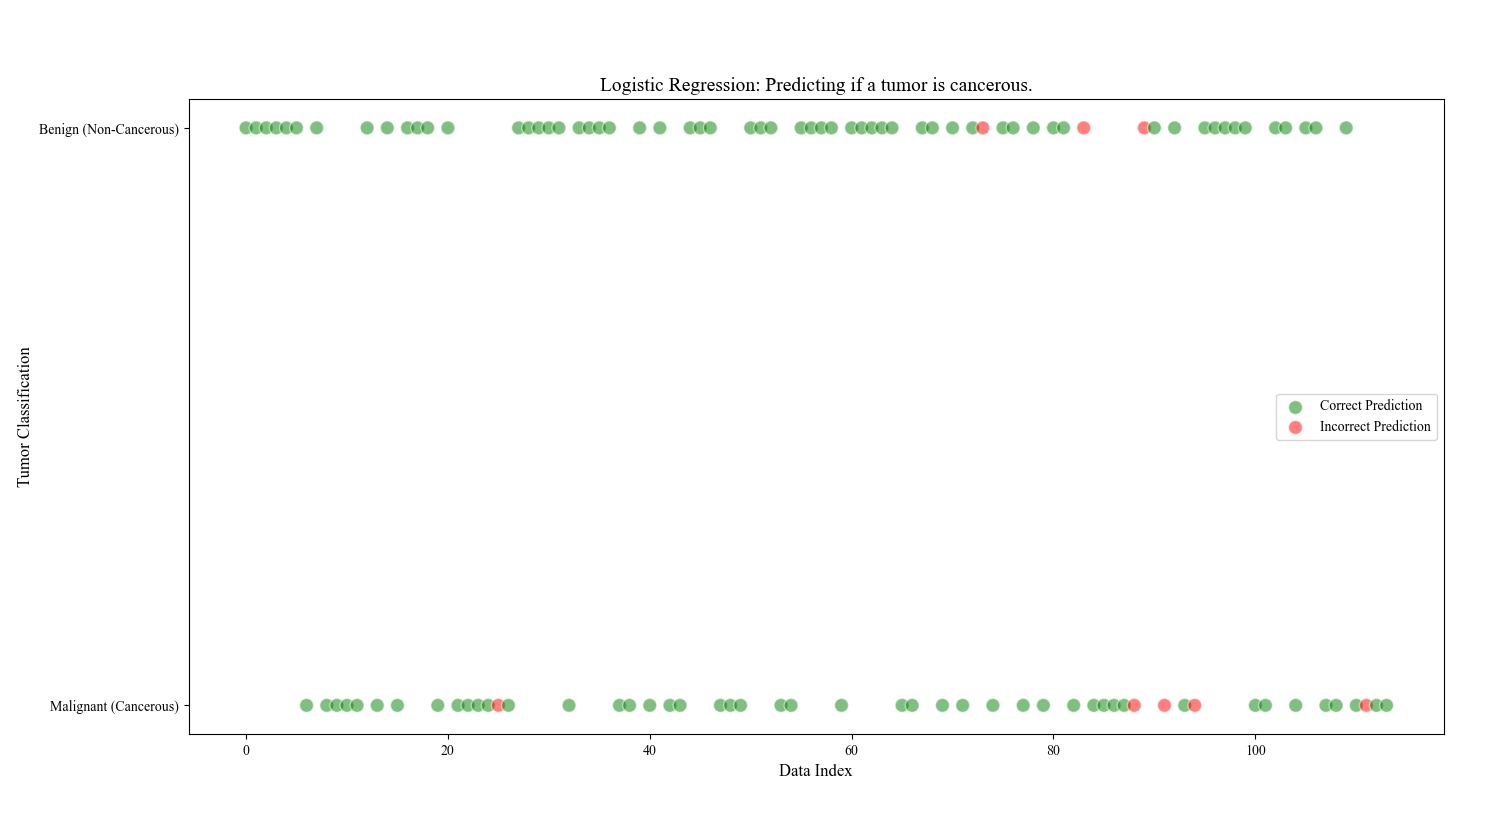 Logistic Regression: Predicting if a tumor is cancerous.
Benign (Non-Cancerous)
Tumor Classification
Correct Prediction
Incorrect Prediction
Malignant (Cancerous)
0 20 40 60 80 100
Data Index